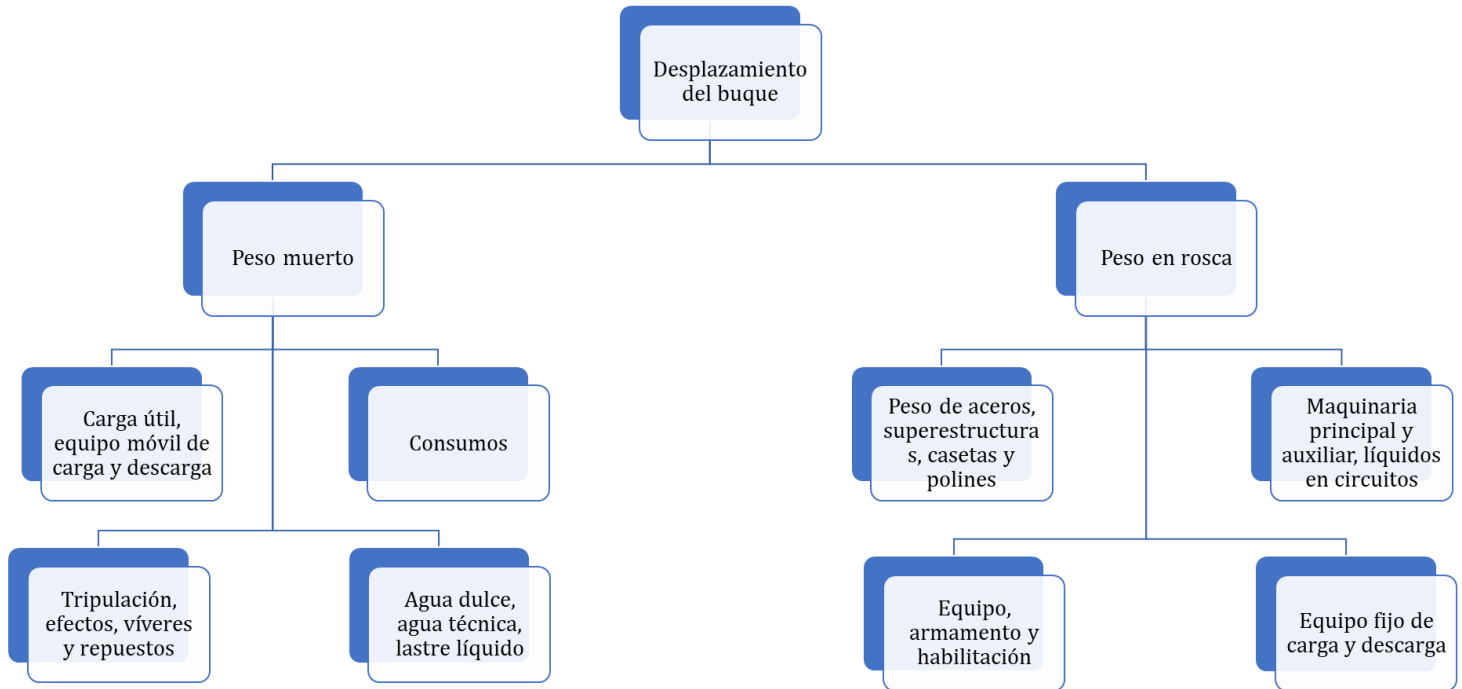 Desplazamiento
del buque
Peso muerto
Peso en rosca
Carga útil,
equipo móvil de
carga y descarga
Consumos
Peso de aceros,
superestructura
s, casetas y
polines
Maquinaria
principal y
auxiliar, líquidos
en circuitos
Tripulación,
efectos, víveres
y repuestos
Agua dulce,
agua técnica,
lastre líquido
Equipo,
armamento y
habilitación
Equipo fijo de
carga y descarga